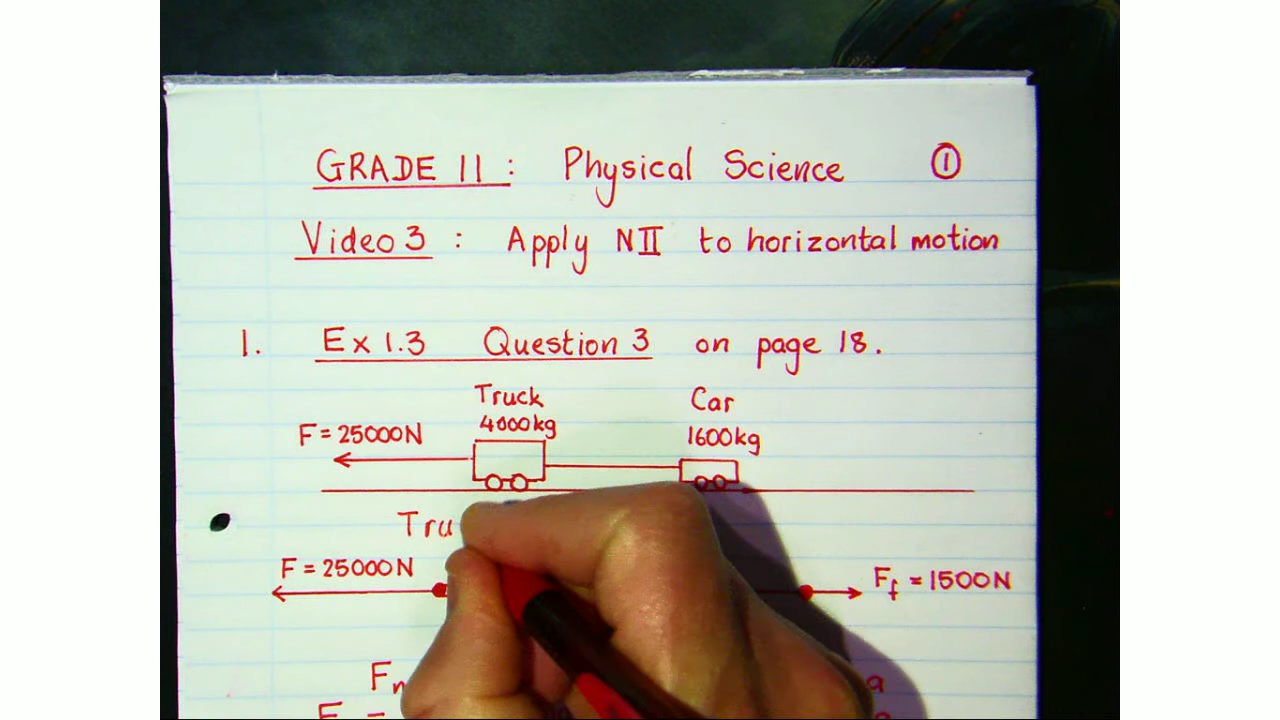 GRADE 11 : Physical Science ①
Video 3 : Apply NII to horizontal motion
1. Ex 1.3 Question 3 on page 18.
Truck Car
4000kg 1600kg
F = 25000N
Tru
F = 25000N Ff = 1500N
F
F =
a